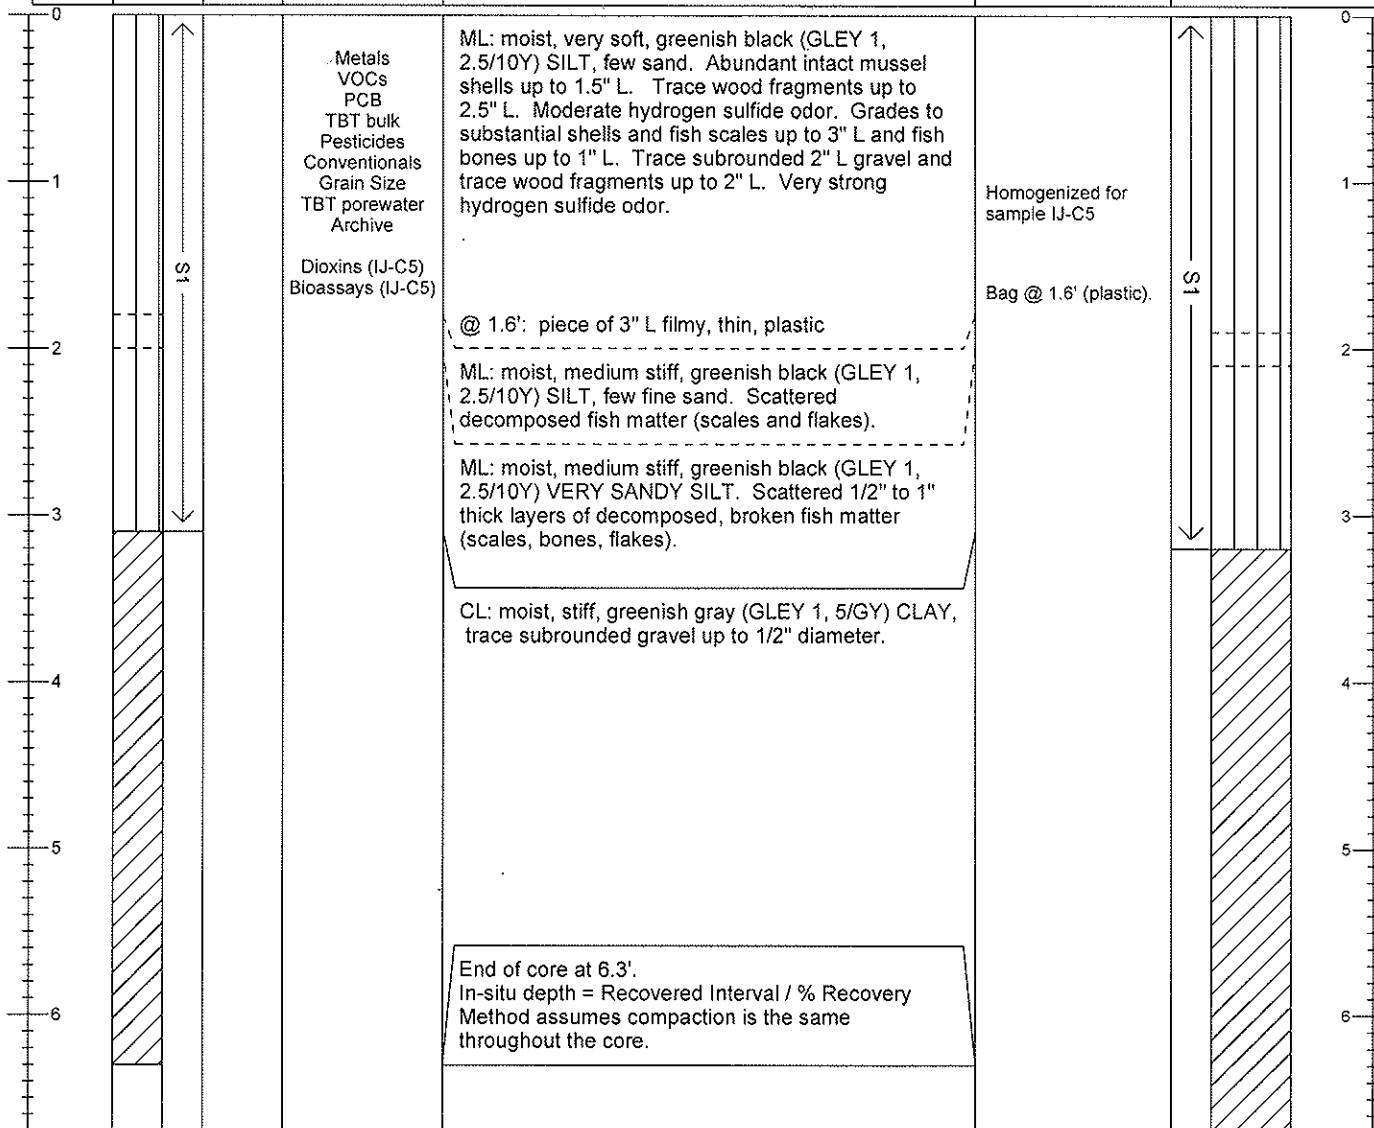 0
1
2
3
4
5
6
S1
Metals
VOCs
PCB
TBT bulk
Pesticides
Conventionals
Grain Size
TBT porewater
Archive
Dioxins (IJ-C5)
Bioassays (IJ-C5)
ML: moist, very soft, greenish black (GLEY 1,
2.5/10Y) SILT, few sand. Abundant intact mussel
shells up to 1.5" L. Trace wood fragments up to
2.5" L. Moderate hydrogen sulfide odor. Grades to
substantial shells and fish scales up to 3" L and fish
bones up to 1" L. Trace subrounded 2" L gravel and
trace wood fragments up to 2" L. Very strong
hydrogen sulfide odor.
@ 1.6': piece of 3" L filmy, thin, plastic
ML: moist, medium stiff, greenish black (GLEY 1,
2.5/10Y) SILT, few fine sand. Scattered
decomposed fish matter (scales and flakes).
ML: moist, medium stiff, greenish black (GLEY 1,
2.5/10Y) VERY SANDY SILT. Scattered 1/2" to 1"
thick layers of decomposed, broken fish matter
(scales, bones, flakes).
CL: moist, stiff, greenish gray (GLEY 1, 5/GY) CLAY,
trace subrounded gravel up to 1/2" diameter.
End of core at 6.3'.
In-situ depth = Recovered Interval / % Recovery
Method assumes compaction is the same
throughout the core.
Homogenized for
sample IJ-C5
Bag @ 1.6' (plastic).
S1
0
1
2
3
4
5
6